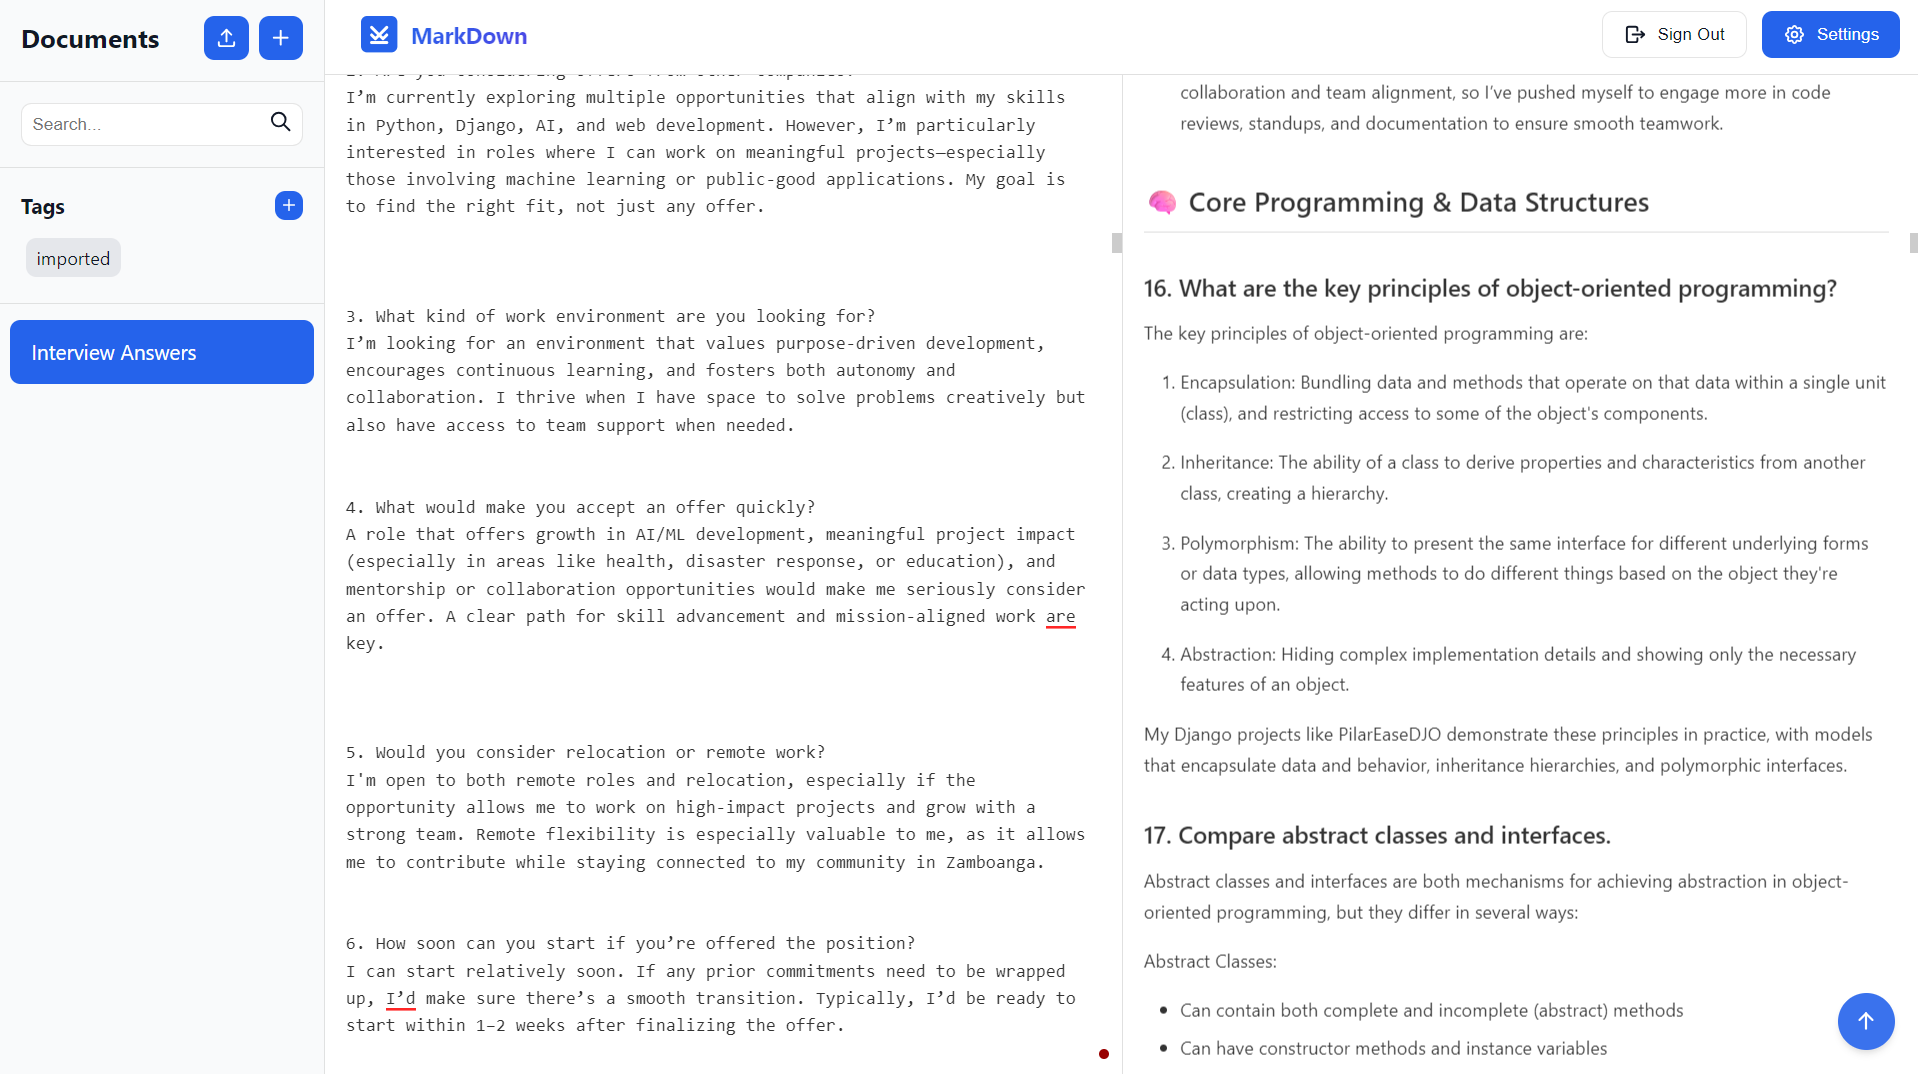 Documents
Search...
Tags
imported
Interview Answers
MarkDown
Sign Out
Settings
2. Are you considering offers from other companies?
I’m currently exploring multiple opportunities that align with my skills
in Python, Django, AI, and web development. However, I’m particularly
interested in roles where I can work on meaningful projects—especially
those involving machine learning or public-good applications. My goal is
to find the right fit, not just any offer.
3. What kind of work environment are you looking for?
I’m looking for an environment that values purpose-driven development,
encourages continuous learning, and fosters both autonomy and
collaboration. I thrive when I have space to solve problems creatively but
also have access to team support when needed.
4. What would make you accept an offer quickly?
A role that offers growth in AI/ML development, meaningful project impact
(especially in areas like health, disaster response, or education), and
mentorship or collaboration opportunities would make me seriously consider
an offer. A clear path for skill advancement and mission-aligned work are
key.
5. Would you consider relocation or remote work?
I'm open to both remote roles and relocation, especially if the
opportunity allows me to work on high-impact projects and grow with a
strong team. Remote flexibility is especially valuable to me, as it allows
me to contribute while staying connected to my community in Zamboanga.
6. How soon can you start if you’re offered the position?
I can start relatively soon. If any prior commitments need to be wrapped
up, I’d make sure there’s a smooth transition. Typically, I’d be ready to
start within 1–2 weeks after finalizing the offer.
collaboration and team alignment, so I’ve pushed myself to engage more in code
reviews, standups, and documentation to ensure smooth teamwork.
🧠 Core Programming & Data Structures
16. What are the key principles of object-oriented programming?
The key principles of object-oriented programming are:
1. Encapsulation: Bundling data and methods that operate on that data within a single unit
(class), and restricting access to some of the object's components.
2. Inheritance: The ability of a class to derive properties and characteristics from another
class, creating a hierarchy.
3. Polymorphism: The ability to present the same interface for different underlying forms
or data types, allowing methods to do different things based on the object they're
acting upon.
4. Abstraction: Hiding complex implementation details and showing only the necessary
features of an object.
My Django projects like PilarEaseDJO demonstrate these principles in practice, with models
that encapsulate data and behavior, inheritance hierarchies, and polymorphic interfaces.
17. Compare abstract classes and interfaces.
Abstract classes and interfaces are both mechanisms for achieving abstraction in object-
oriented programming, but they differ in several ways:
Abstract Classes:
• Can contain both complete and incomplete (abstract) methods
• Can have constructor methods and instance variables